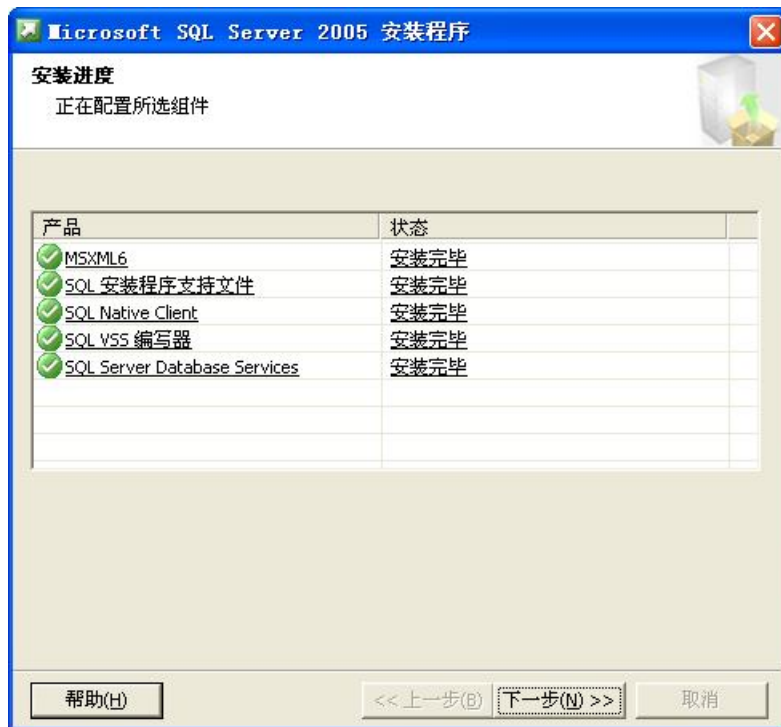 Microsoft SQL Server 2005 安装程序
安装进度
正在配置所选组件
产品 状态
MSXML6 安装完毕
SQL 安装程序支持文件 安装完毕
SQL Native Client 安装完毕
SQL VSS 编写器 安装完毕
SQL Server Database Services 安装完毕
帮助(H) << 上一步(B) 下一步(N) >> 取消